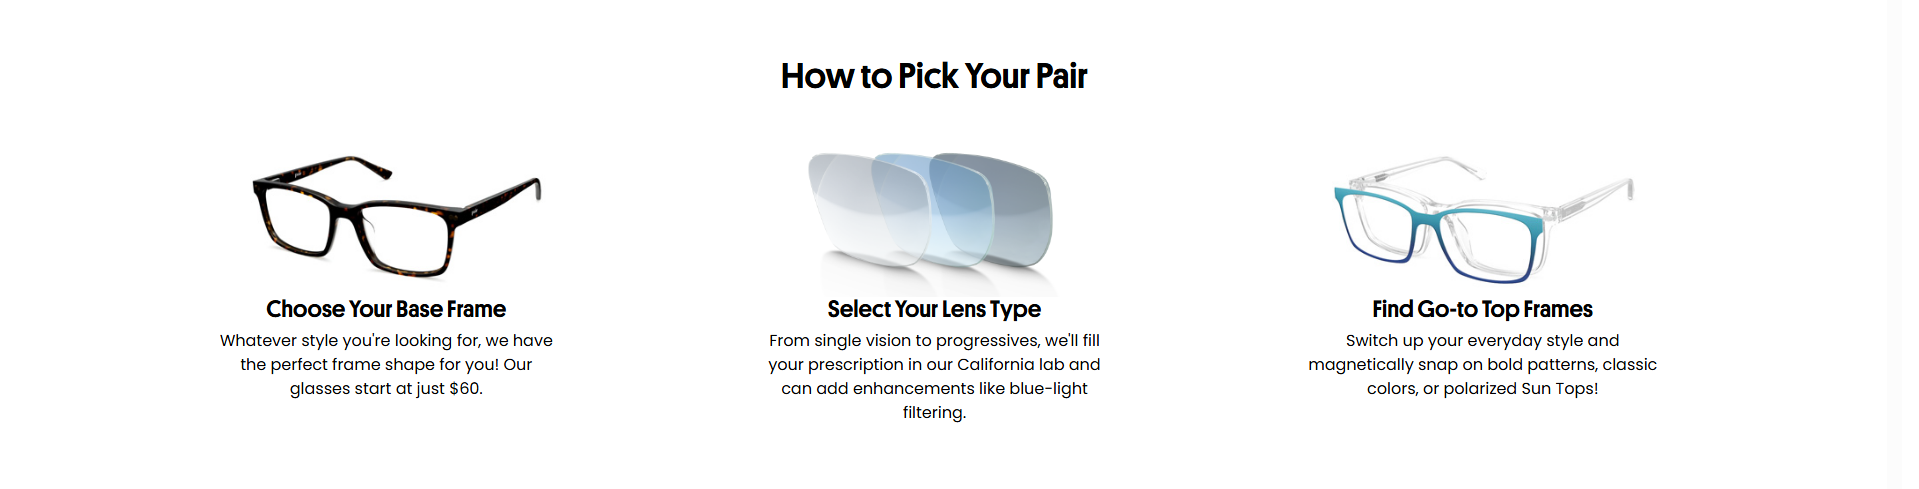 How to Pick Your Pair
Choose Your Base Frame
Whatever style you're looking for, we have
the perfect frame shape for you! Our
glasses start at just $60.
Select Your Lens Type
From single vision to progressives, we'll fill
your prescription in our California lab and
can add enhancements like blue-light
filtering.
Find Go-to Top Frames
Switch up your everyday style and
magnetically snap on bold patterns, classic
colors, or polarized Sun Tops!